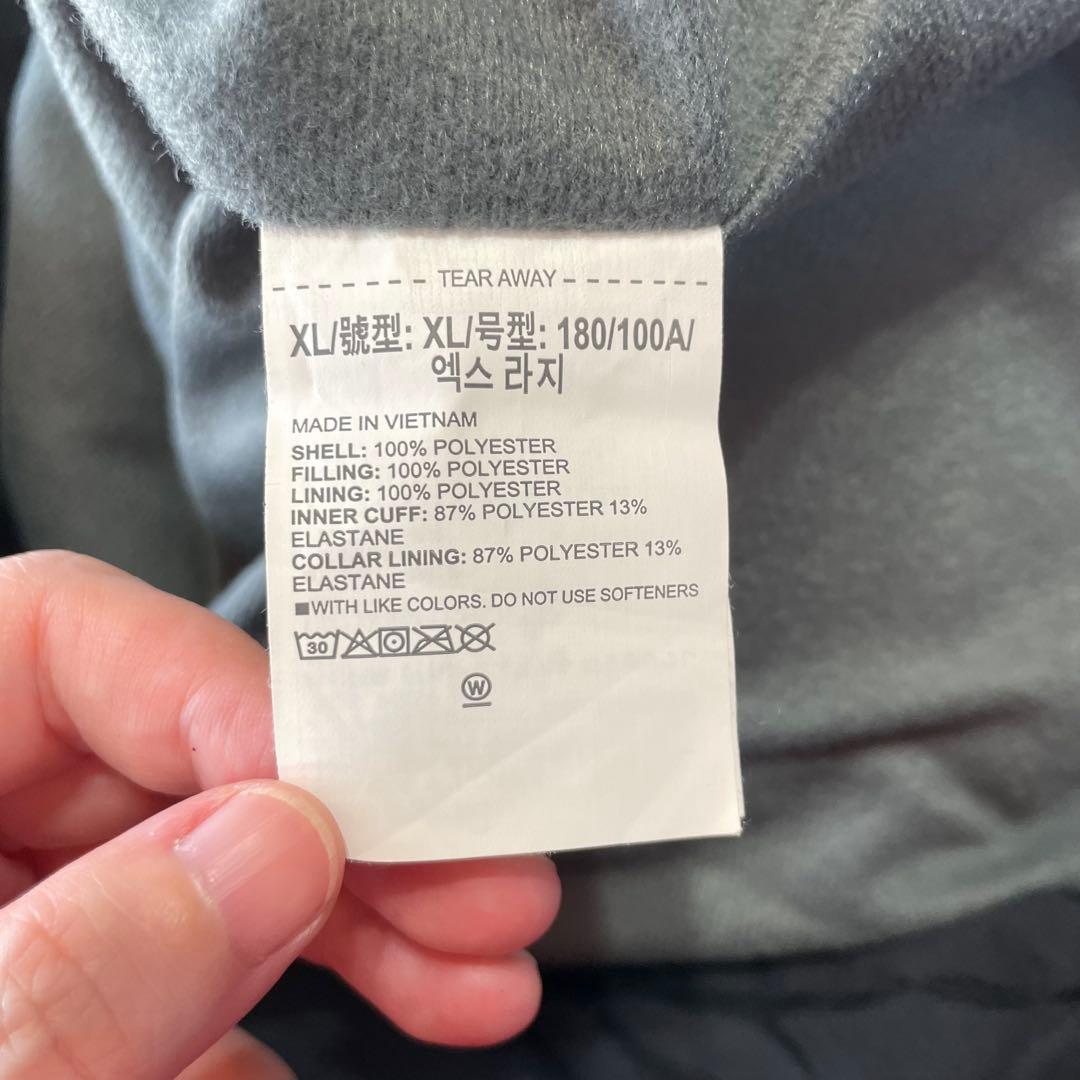 TEAR AWAY
XL/號型: XL/号型: 180/100A/
엑스 라지
MADE IN VIETNAM
SHELL: 100% POLYESTER
FILLING: 100% POLYESTER
LINING: 100% POLYESTER
INNER CUFF: 87% POLYESTER 13%
ELASTANE
COLLAR LINING: 87% POLYESTER 13%
ELASTANE
■WITH LIKE COLORS. DO NOT USE SOFTENERS
30
W